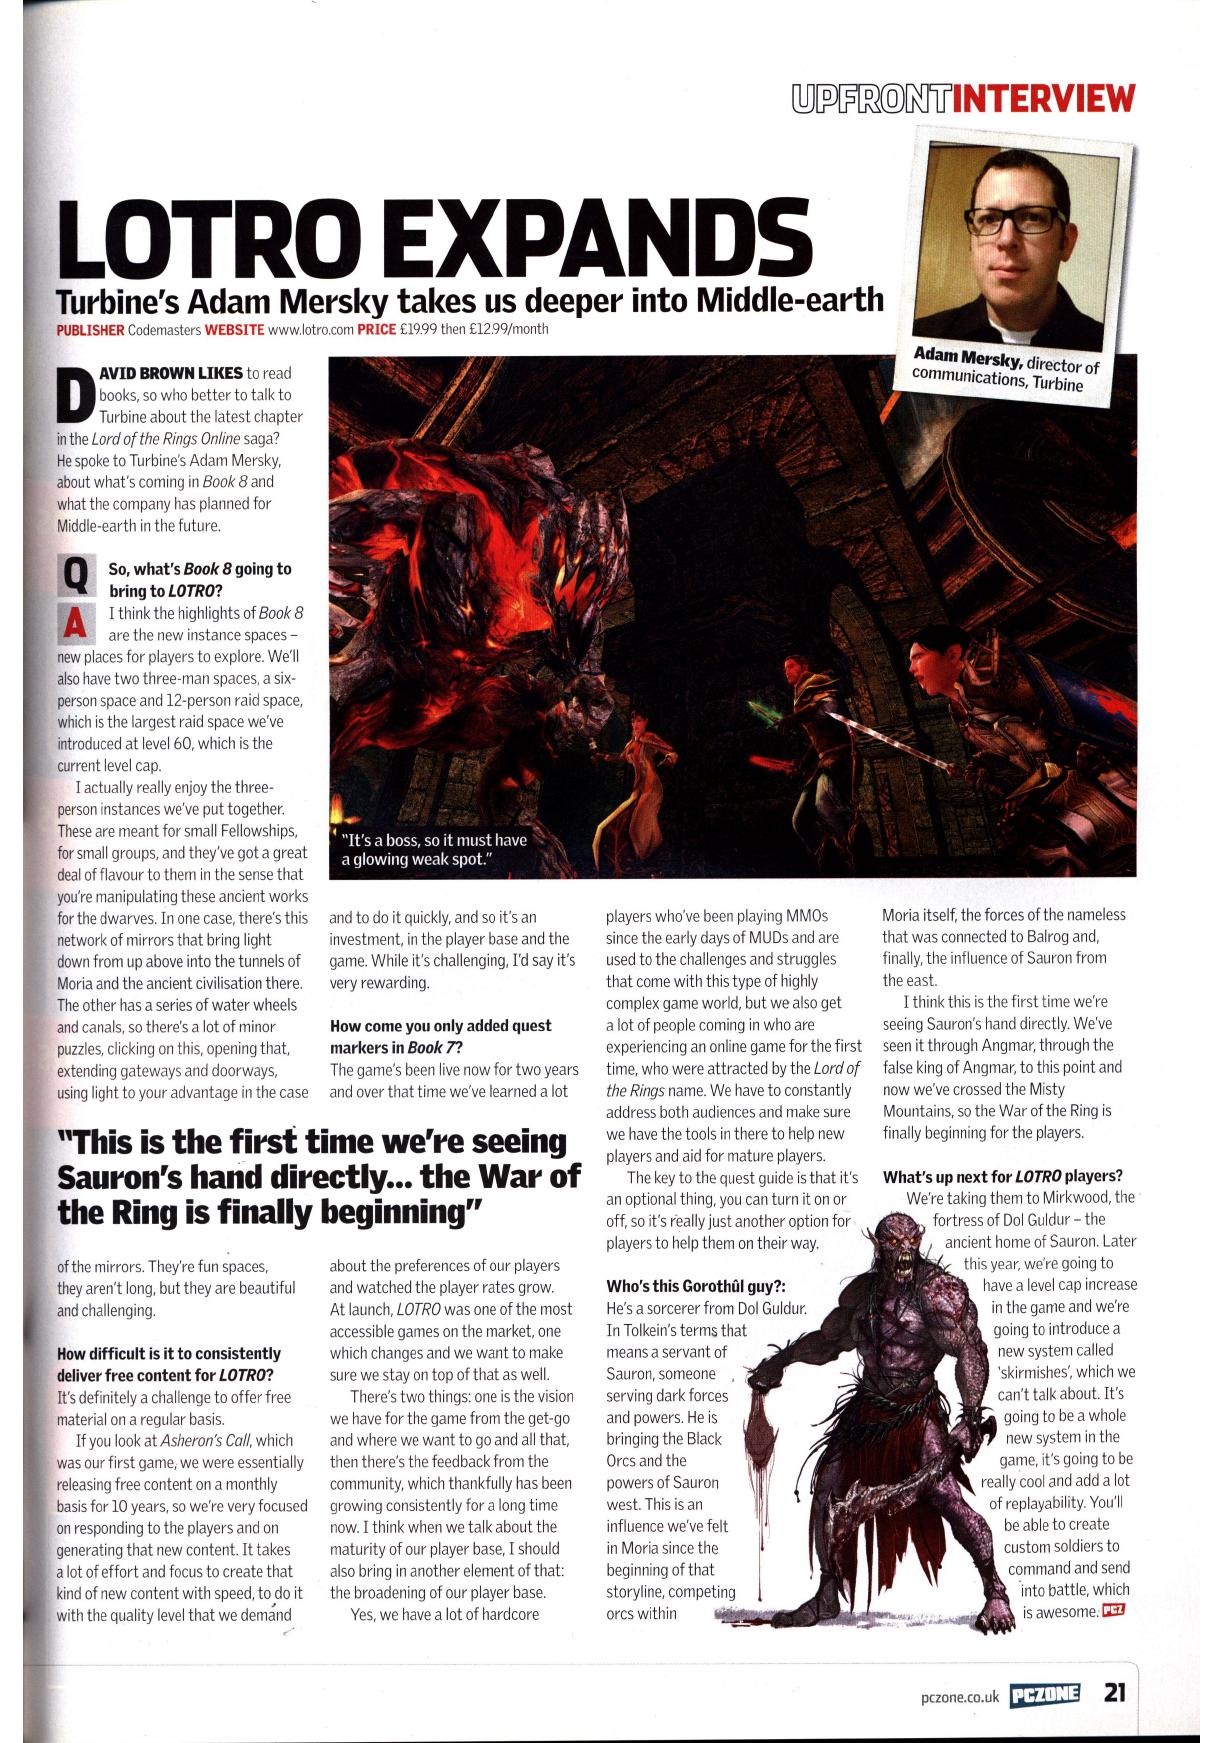 UPFRONTINTERVIEW
LOTRO EXPANDS
Turbine's Adam Mersky takes us deeper into Middle-earth
PUBLISHER Codemasters WEBSITE www.lotro.com PRICE £19.99 then £12.99/month
Adam Mersky, director of
communications, Turbine
DAVID BROWN LIKES to read
books, so who better to talk to
Turbine about the latest chapter
in the Lord of the Rings Online saga?
He spoke to Turbine's Adam Mersky,
about what's coming in Book 8 and
what the company has planned for
Middle-earth in the future.
Q So, what's Book 8 going to
bring to LOTRO?
A I think the highlights of Book 8
are the new instance spaces –
new places for players to explore. We'll
also have two three-man spaces, a six-
person space and 12-person raid space,
which is the largest raid space we've
introduced at level 60, which is the
current level cap.
I actually really enjoy the three-
person instances we've put together.
These are meant for small Fellowships,
for small groups, and they've got a great
deal of flavour to them in the sense that
you're manipulating these ancient works
for the dwarves. In one case, there's this
network of mirrors that bring light
down from up above into the tunnels of
Moria and the ancient civilisation there.
The other has a series of water wheels
and canals, so there's a lot of minor
puzzles, clicking on this, opening that,
extending gateways and doorways,
using light to your advantage in the case
"This is the first time we're seeing
Sauron's hand directly... the War of
the Ring is finally beginning"
of the mirrors. They're fun spaces,
they aren't long, but they are beautiful
and challenging.
How difficult is it to consistently
deliver free content for LOTRO?
It's definitely a challenge to offer free
material on a regular basis.
If you look at Asheron's Call, which
was our first game, we were essentially
releasing free content on a monthly
basis for 10 years, so we're very focused
on responding to the players and on
generating that new content. It takes
a lot of effort and focus to create that
kind of new content with speed, to do it
with the quality level that we demand
"It's a boss, so it must have
a glowing weak spot."
and to do it quickly, and so it's an
investment, in the player base and the
game. While it's challenging, I'd say it's
very rewarding.
How come you only added quest
markers in Book 7?
The game's been live now for two years
and over that time we've learned a lot
about the preferences of our players
and watched the player rates grow.
At launch, LOTRO was one of the most
accessible games on the market, one
which changes and we want to make
sure we stay on top of that as well.
There's two things: one is the vision
we have for the game from the get-go
and where we want to go and all that,
then there's the feedback from the
community, which thankfully has been
growing consistently for a long time
now. I think when we talk about the
maturity of our player base, I should
also bring in another element of that:
the broadening of our player base.
Yes, we have a lot of hardcore
players who've been playing MMOs
since the early days of MUDs and are
used to the challenges and struggles
that come with this type of highly
complex game world, but we also get
a lot of people coming in who are
experiencing an online game for the first
time, who were attracted by the Lord of
the Rings name. We have to constantly
address both audiences and make sure
we have the tools in there to help new
players and aid for mature players.
The key to the quest guide is that it's
an optional thing, you can turn it on or
off, so it's really just another option for
players to help them on their way.
Who's this Gorothûl guy?:
He's a sorcerer from Dol Guldur.
In Tolkein's terms that
means a servant of
Sauron, someone
serving dark forces
and powers. He is
bringing the Black
Orcs and the
powers of Sauron
west. This is an
influence we've felt
in Moria since the
beginning of that
storyline, competing
orcs within
Moria itself, the forces of the nameless
that was connected to Balrog and,
finally, the influence of Sauron from
the east.
I think this is the first time we're
seeing Sauron's hand directly. We've
seen it through Angmar, through the
false king of Angmar, to this point and
now we've crossed the Misty
Mountains, so the War of the Ring is
finally beginning for the players.
What's up next for LOTRO players?
We're taking them to Mirkwood, the
fortress of Dol Guldur – the
ancient home of Sauron. Later
this year, we're going to
have a level cap increase
in the game and we're
going to introduce a
new system called
'skirmishes', which we
can't talk about. It's
going to be a whole
new system in the
game, it's going to be
really cool and add a lot
of replayability. You'll
be able to create
custom soldiers to
command and send
into battle, which
is awesome. PCZ
pczone.co.uk PCZONE 21